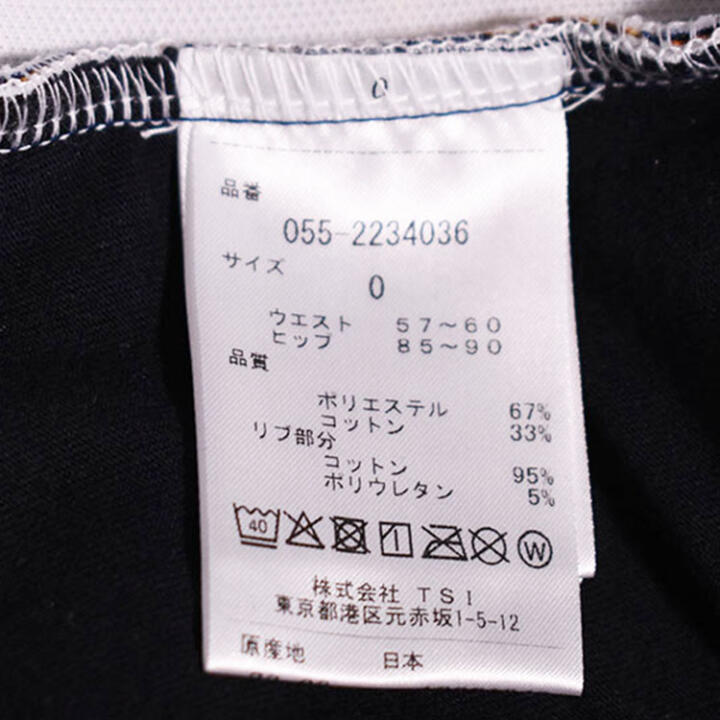 0
品番
055-2234036
サイズ
0
ウエスト 57～60
ヒップ 85～90
品質
ポリエステル 67%
コットン 33%
リブ部分
コットン 95%
ポリウレタン 5%
40 W
株式会社 TSI
東京都港区元赤坂1-5-12
原産地 日本